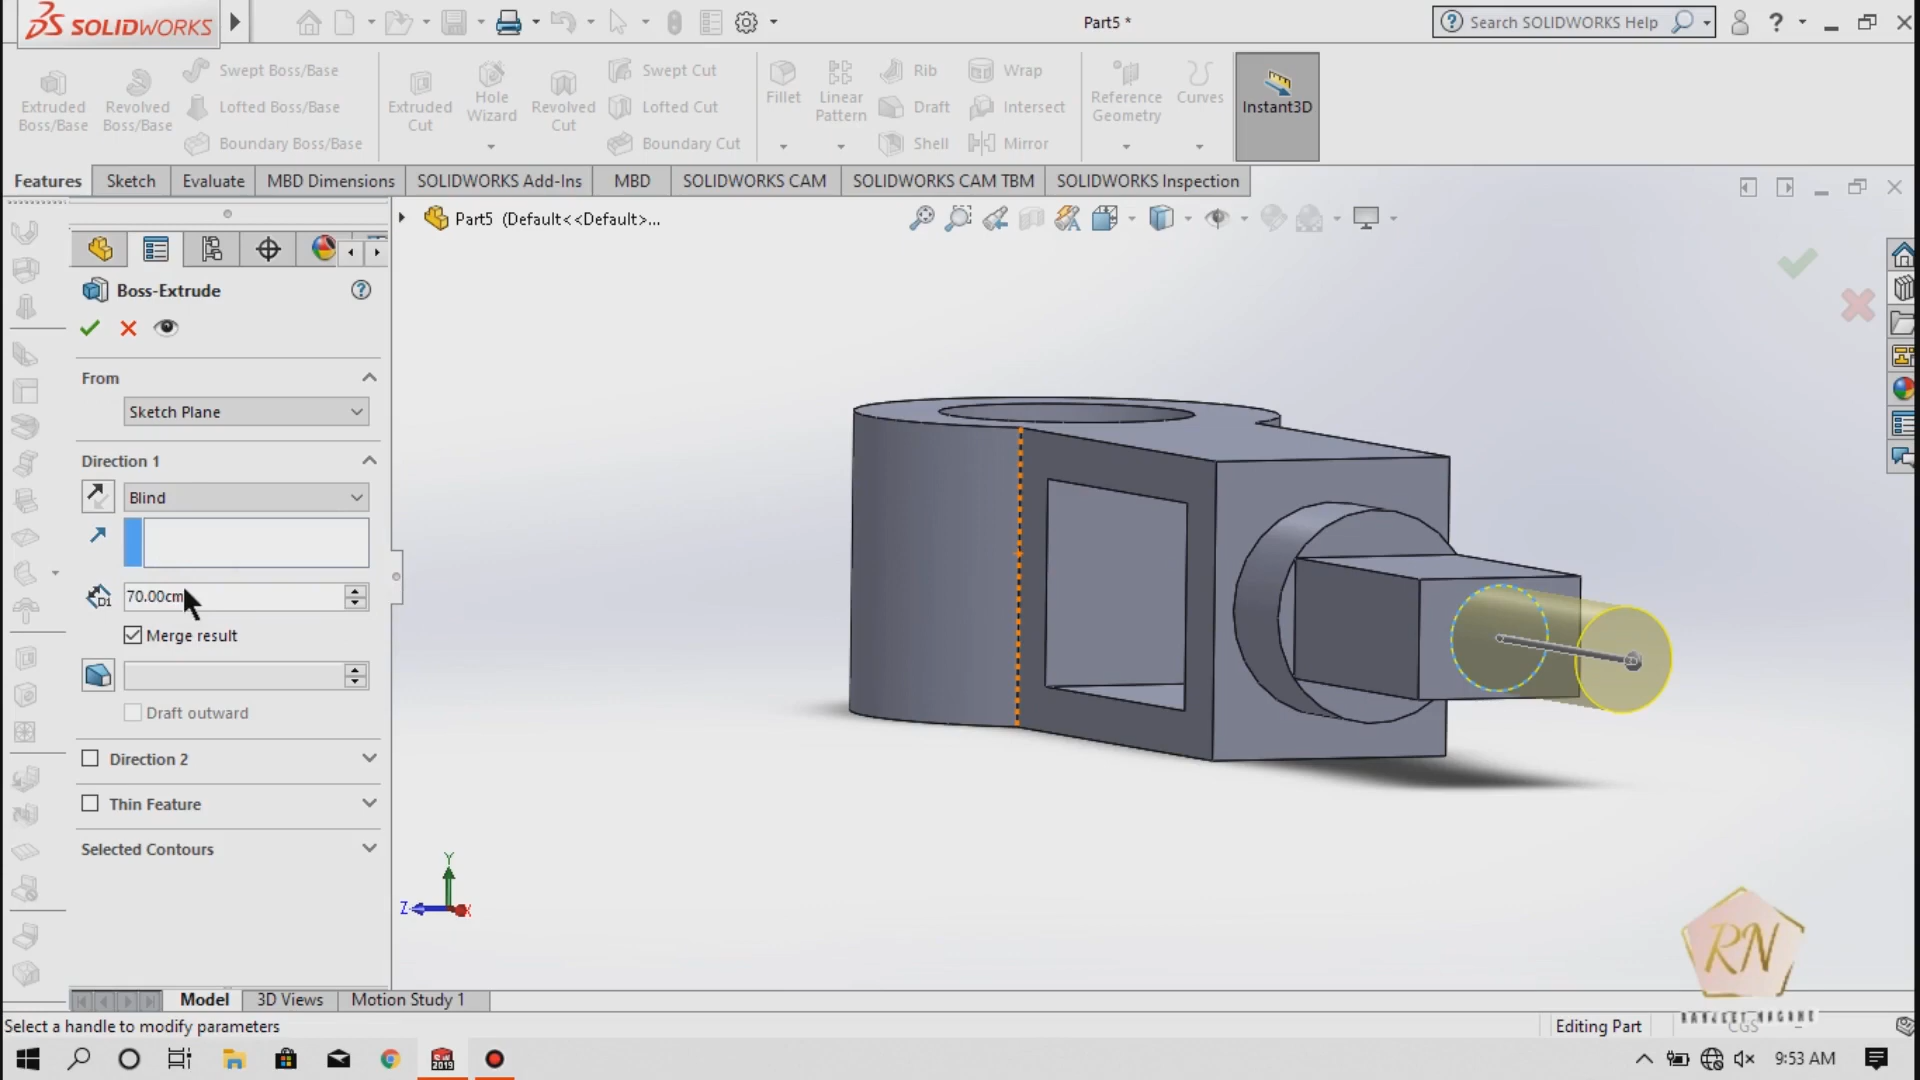 SOLIDWORKS
Part5 *
Search SOLIDWORKS Help
Extruded Boss/Base
Revolved Boss/Base
Swept Boss/Base
Lofted Boss/Base
Boundary Boss/Base
Extruded Cut
Hole Wizard
Revolved Cut
Swept Cut
Lofted Cut
Boundary Cut
Fillet
Linear Pattern
Rib
Draft
Shell
Wrap
Intersect
Mirror
Reference Geometry
Curves
Instant3D
Features
Sketch
Evaluate
MBD Dimensions
SOLIDWORKS Add-Ins
MBD
SOLIDWORKS CAM
SOLIDWORKS CAM TBM
SOLIDWORKS Inspection
Part5 (Default<<Default>...
Boss-Extrude
From
Sketch Plane
Direction 1
Blind
D1
70.00cm
Merge result
Draft outward
Direction 2
Thin Feature
Selected Contours
Y
Z
X
RN
Model
3D Views
Motion Study 1
Select a handle to modify parameters
Editing Part
CGS
9:53 AM